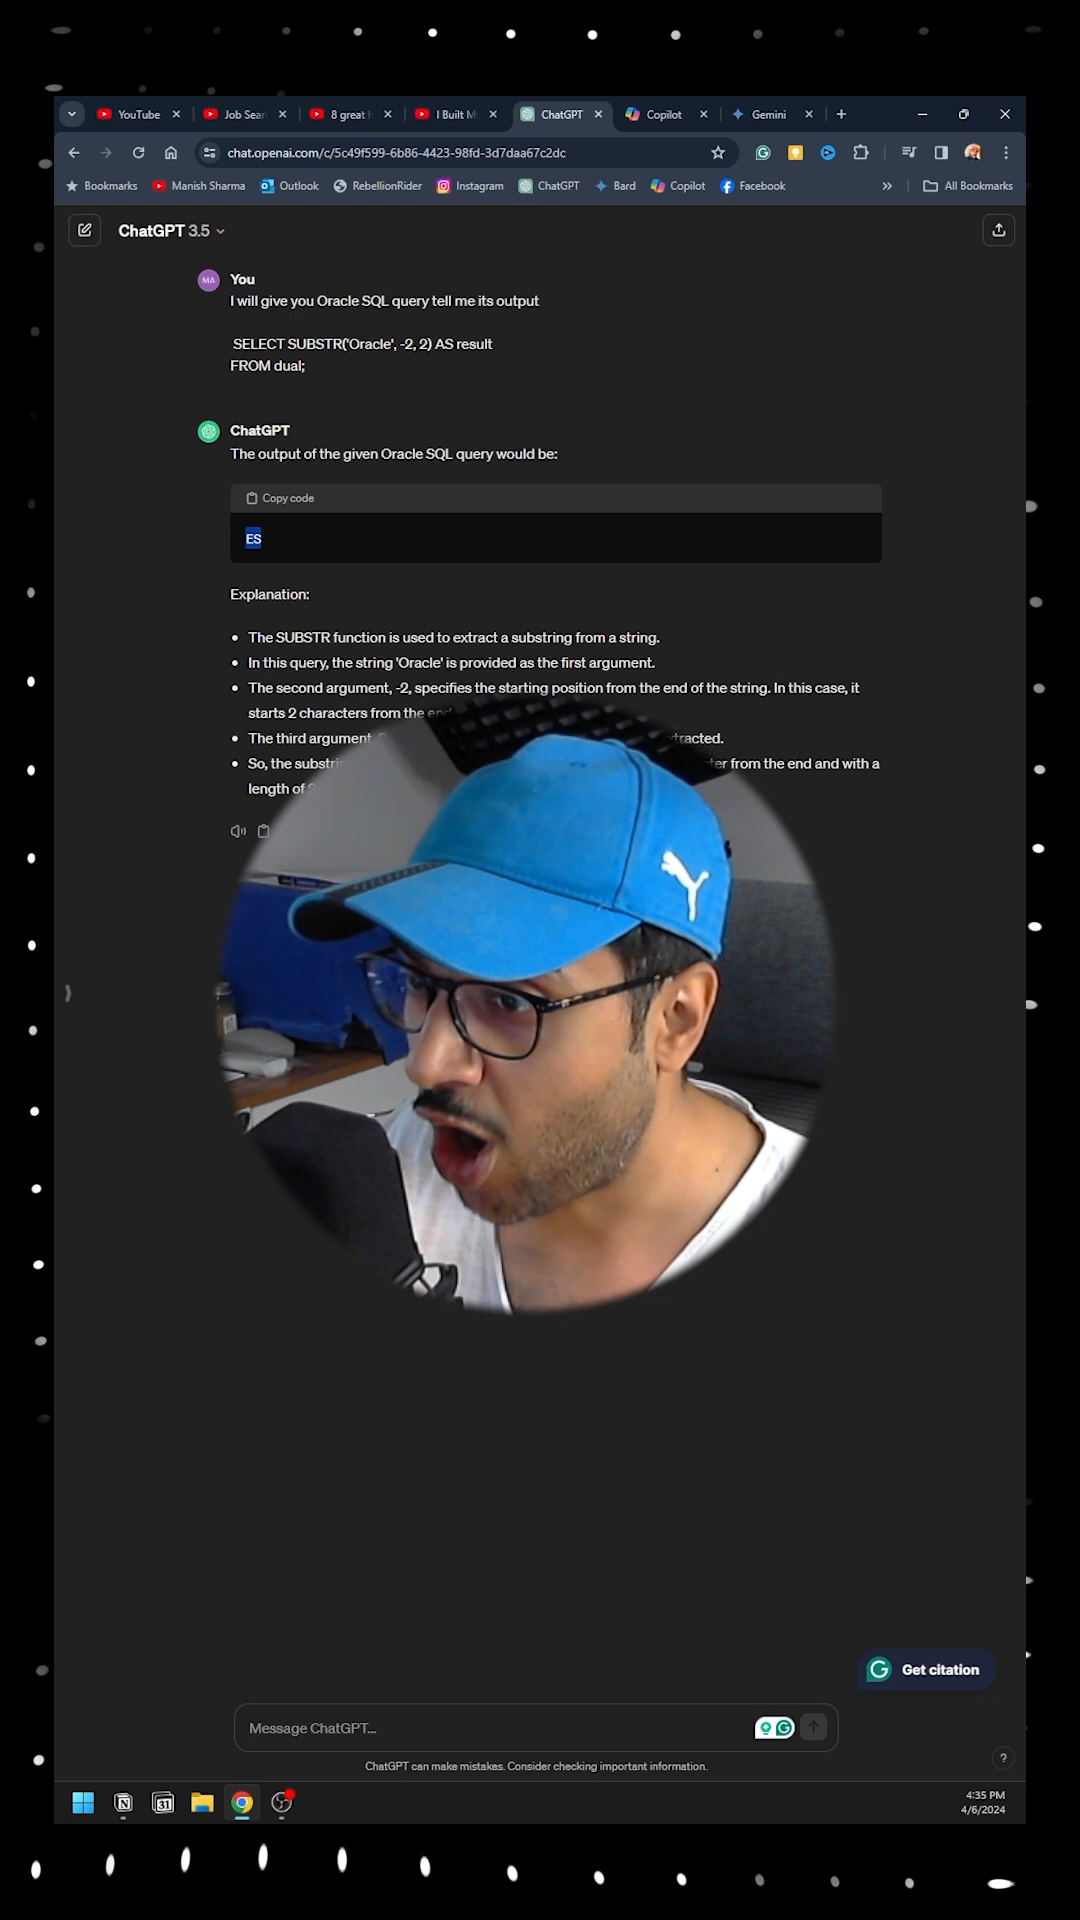 YouTube
Job Sear
8 great
I Built M
ChatGPT
Copilot
Gemini
chat.openai.com/c/5c49f599-6b86-4423-98fd-3d7daa67c2dc
Bookmarks Manish Sharma Outlook RebellionRider Instagram ChatGPT Bard Copilot Facebook » All Bookmarks
ChatGPT 3.5
MA You
I will give you Oracle SQL query tell me its output
SELECT SUBSTR('Oracle', -2, 2) AS result
FROM dual;
ChatGPT
The output of the given Oracle SQL query would be:
Copy code
ES
Explanation:
• The SUBSTR function is used to extract a substring from a string.
• In this query, the string 'Oracle' is provided as the first argument.
• The second argument, -2, specifies the starting position from the end of the string. In this case, it
starts 2 characters from the end
• The third argument, xtracted.
• So, the substri ter from the end and with a
length of
Get citation
Message ChatGPT...
ChatGPT can make mistakes. Consider checking important information.
?
31
4:35 PM
4/6/2024